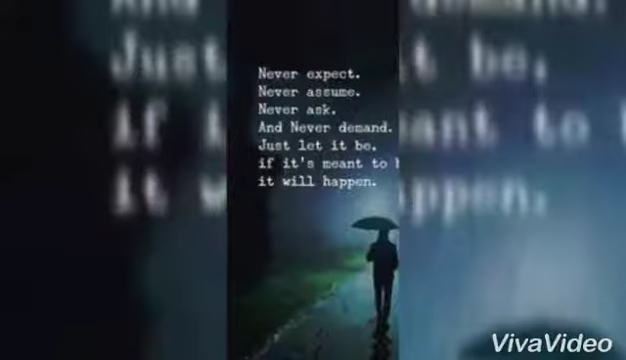 Never expect.
Never assume.
Never ask.
And Never demand.
Just let it be.
if it's meant to
it will happen.
VivaVideo